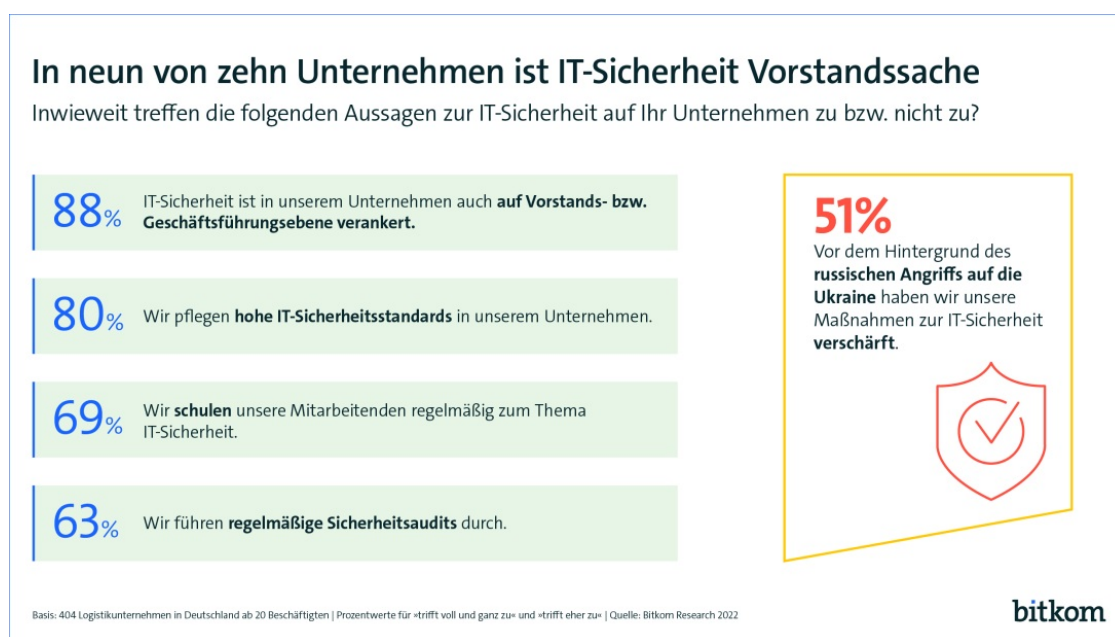 In neun von zehn Unternehmen ist IT-Sicherheit Vorstandssache
Inwieweit treffen die folgenden Aussagen zur IT-Sicherheit auf Ihr Unternehmen zu bzw. nicht zu?
88%
IT-Sicherheit ist in unserem Unternehmen auch auf Vorstands- bzw.
Geschäftsführungsebene verankert.
80%
Wir pflegen hohe IT-Sicherheitsstandards in unserem Unternehmen.
69%
Wir schulen unsere Mitarbeitenden regelmäßig zum Thema
IT-Sicherheit.
63%
Wir führen regelmäßige Sicherheitsaudits durch.
51%
Vor dem Hintergrund des
russischen Angriffs auf die
Ukraine haben wir unsere
Maßnahmen zur IT-Sicherheit
verschärft.
Basis: 404 Logistikunternehmen in Deutschland ab 20 Beschäftigten | Prozentwerte für »trifft voll und ganz zu« und »trifft eher zu« | Quelle: Bitkom Research 2022
bitkom